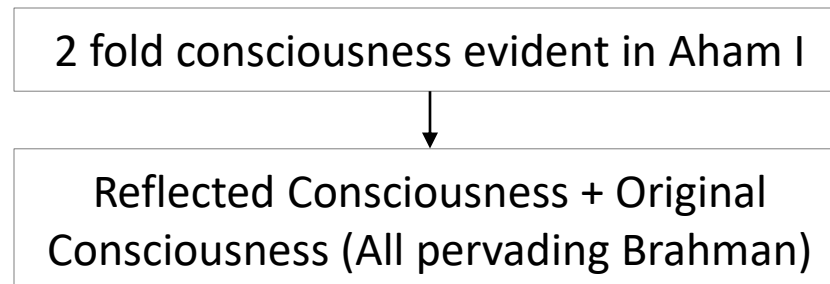 2 fold consciousness evident in Aham I
Reflected Consciousness + Original
Consciousness (All pervading Brahman)